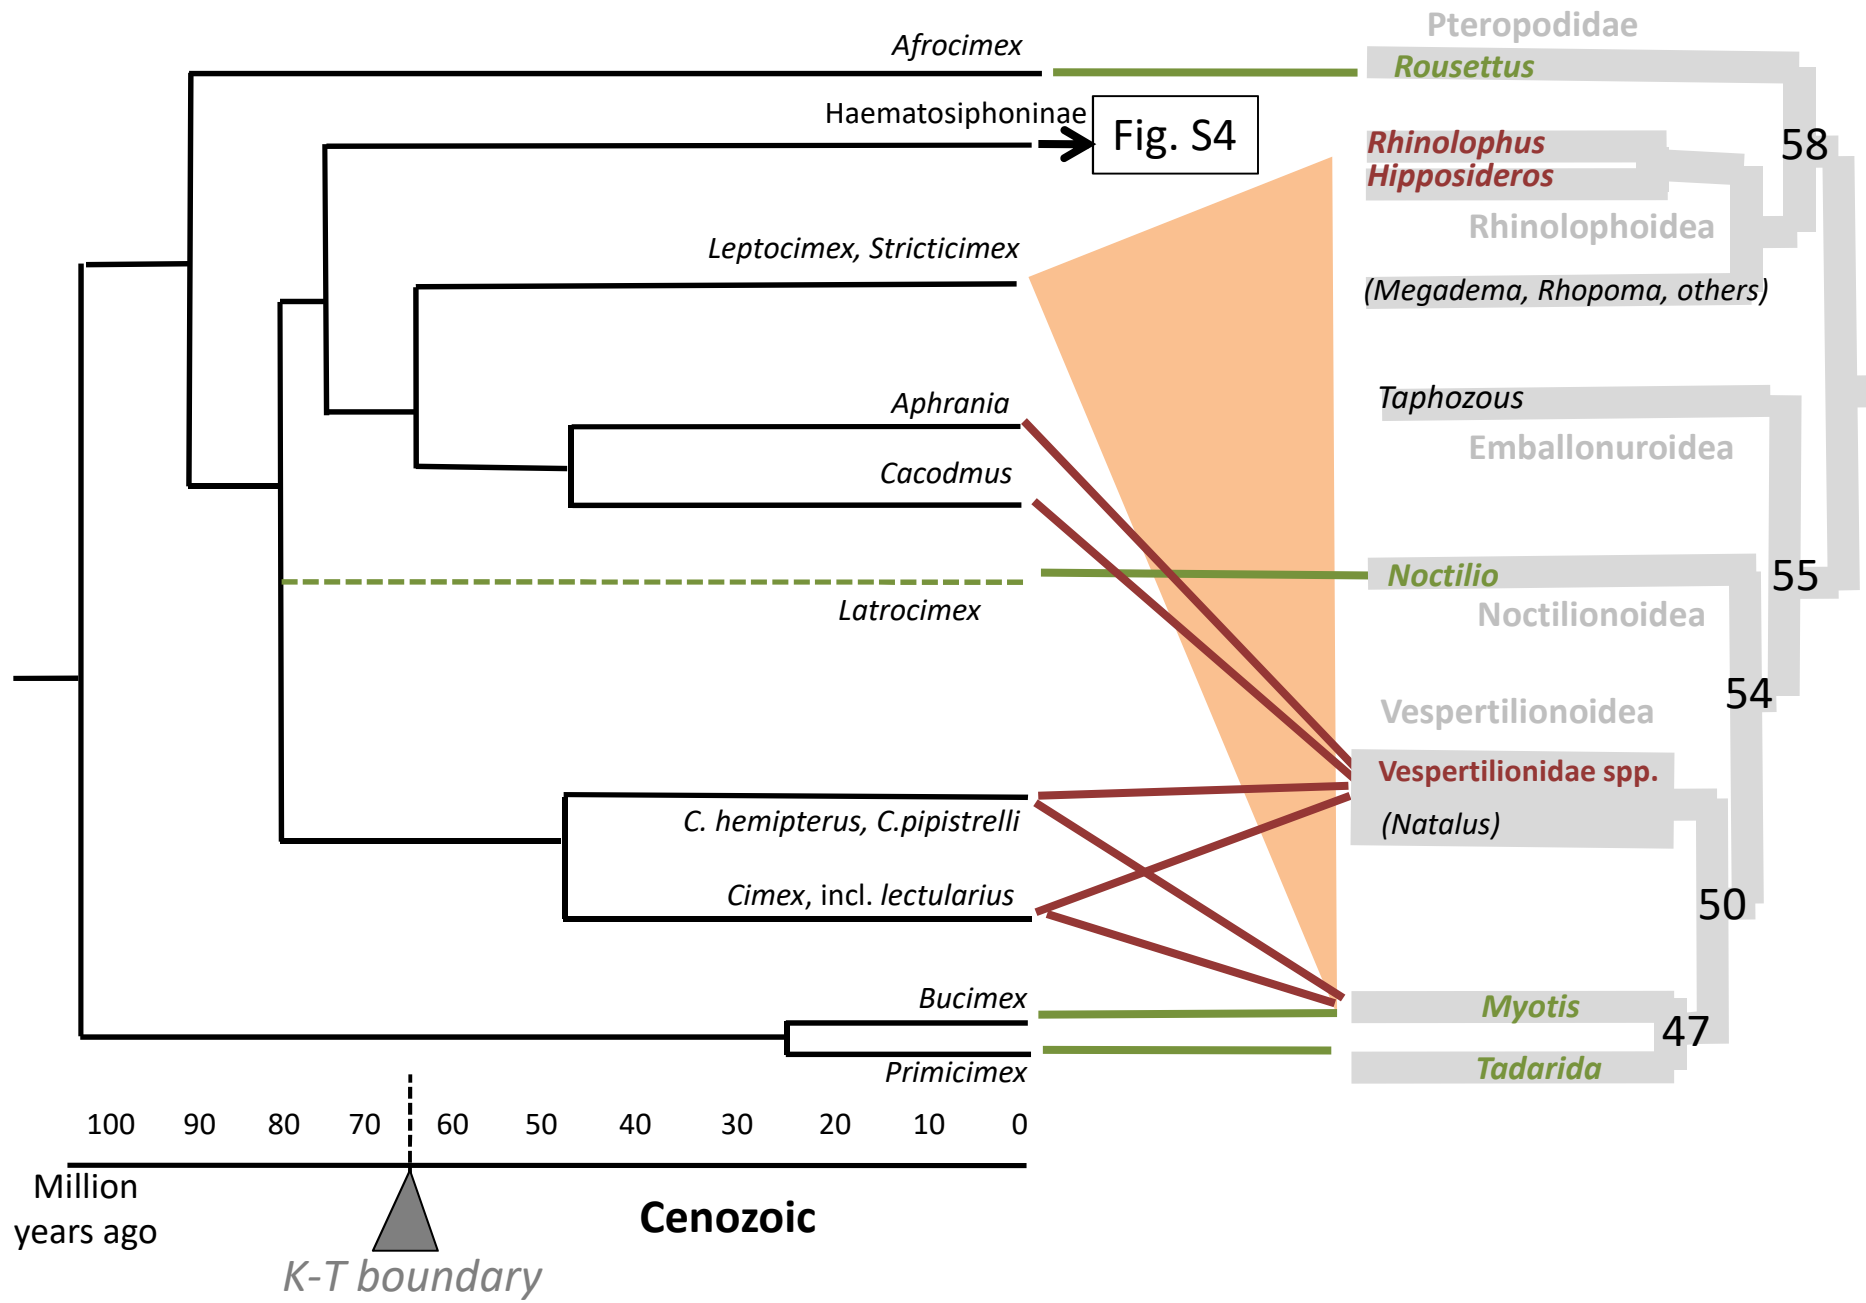 Pteropodidae
Afrocimex
Rousettus
Haematosiphoninae
Fig. S4
Rhinolophus
58
Hipposideros
Rhinolophoidea
Leptocimex, Stricticimex
(Megadema, Rhopoma, others)
Aphrania
Taphozous
Emballonuroidea
Cacodmus
Noctilio
55
Latrocimex
Noctilionoidea
54
Vespertilionoidea
Vespertilionidae spp.
C. hemipterus, C.pipistrelli
(Natalus)
Cimex, incl. lectularius
50
Bucimex
Myotis
47
Primicimex
Tadarida
100 90 80 70 60 50 40 30 20 10 0
Million
years ago
Cenozoic
K-T boundary